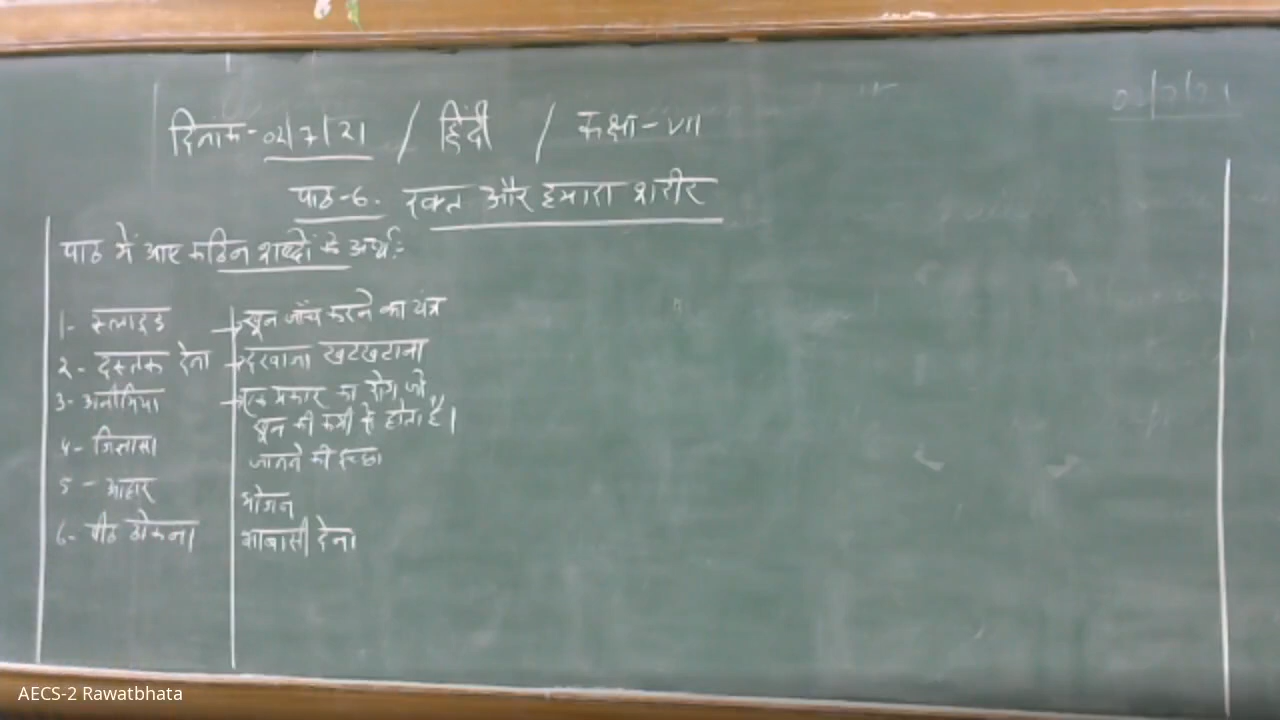 दिनांक- 02/7/21 / हिंदी / कक्षा - VII
पाठ-6. रक्त और हमारा शरीर
पाठ में आए कठिन शब्दों के अर्थ:-
1- स्लाइड → खून जाँच करने का यंत्र
2- दस्तक देना → दरवाजा खटखटाना
3- अनीमिया → एक प्रकार का रोग जो
खून की कमी से होता है।
4- जिज्ञासा जानने की इच्छा
5- आहार भोजन
6- पीठ ठोकना शाबासी देना
AECS-2 Rawatbhata